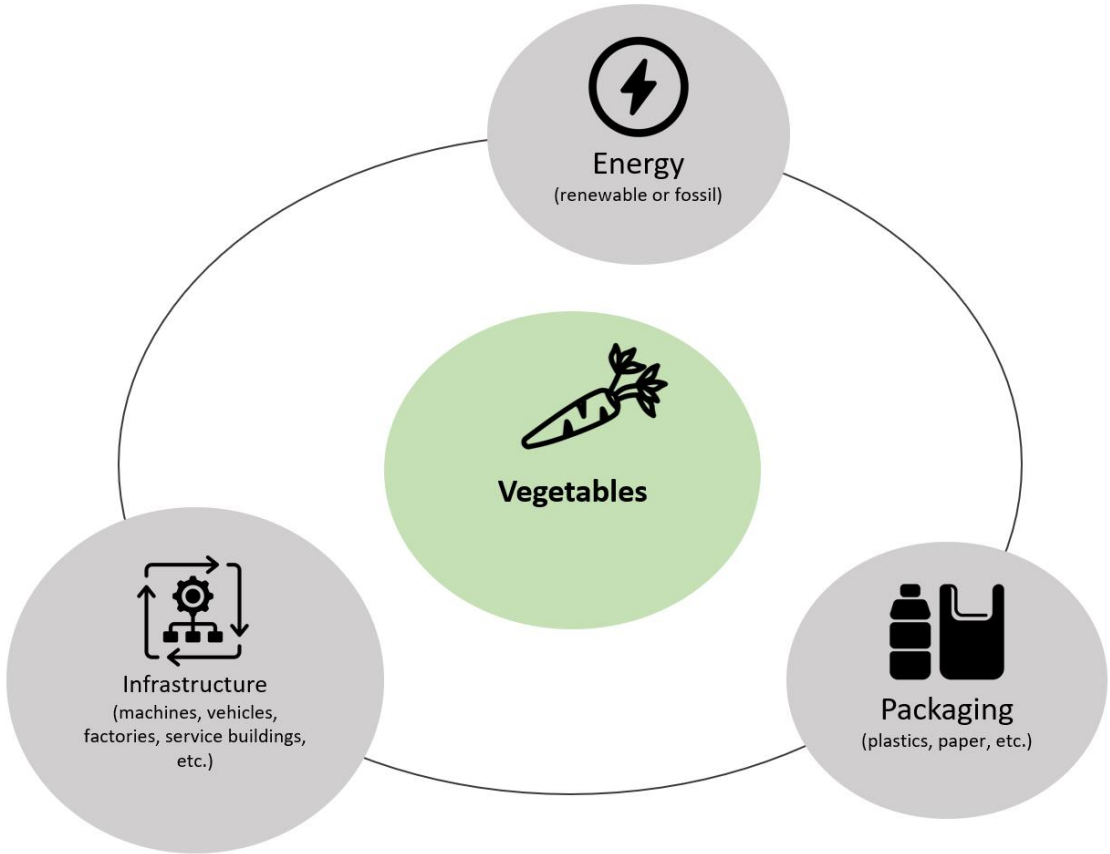 Energy
(renewable or fossil)
Vegetables
Infrastructure
(machines, vehicles,
factories, service buildings,
etc.)
Packaging
(plastics, paper, etc.)